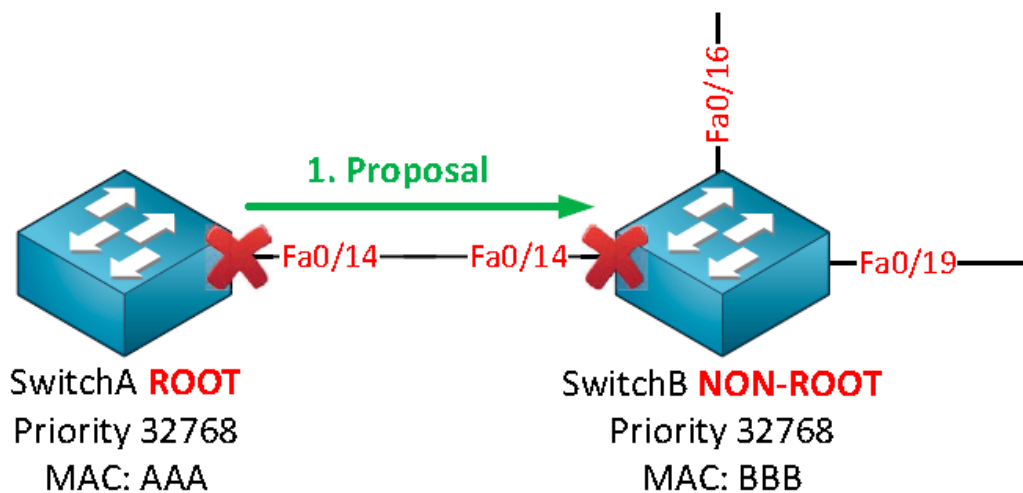 Fa0/16
1. Proposal
Fa0/14
Fa0/14
Fa0/19
SwitchA ROOT
Priority 32768
MAC: AAA
SwitchB NON-ROOT
Priority 32768
MAC: BBB